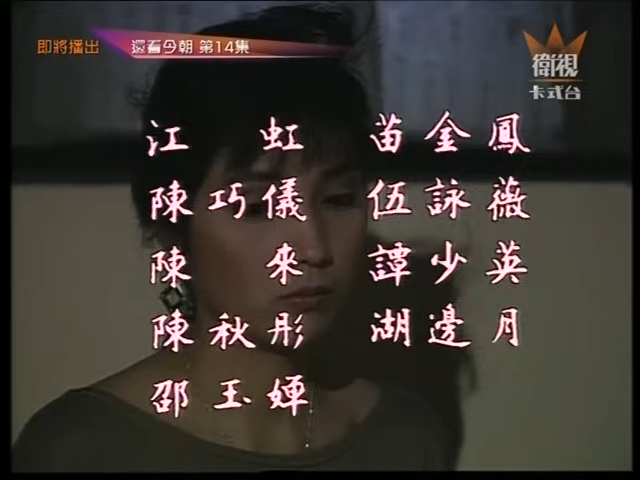 即將播出 還看今朝 第14集
衛視
卡式台
江虹 苗金鳳
陳巧儀 伍詠薇
陳來 譚少英
陳秋彤 湖邊月
邵玉媈